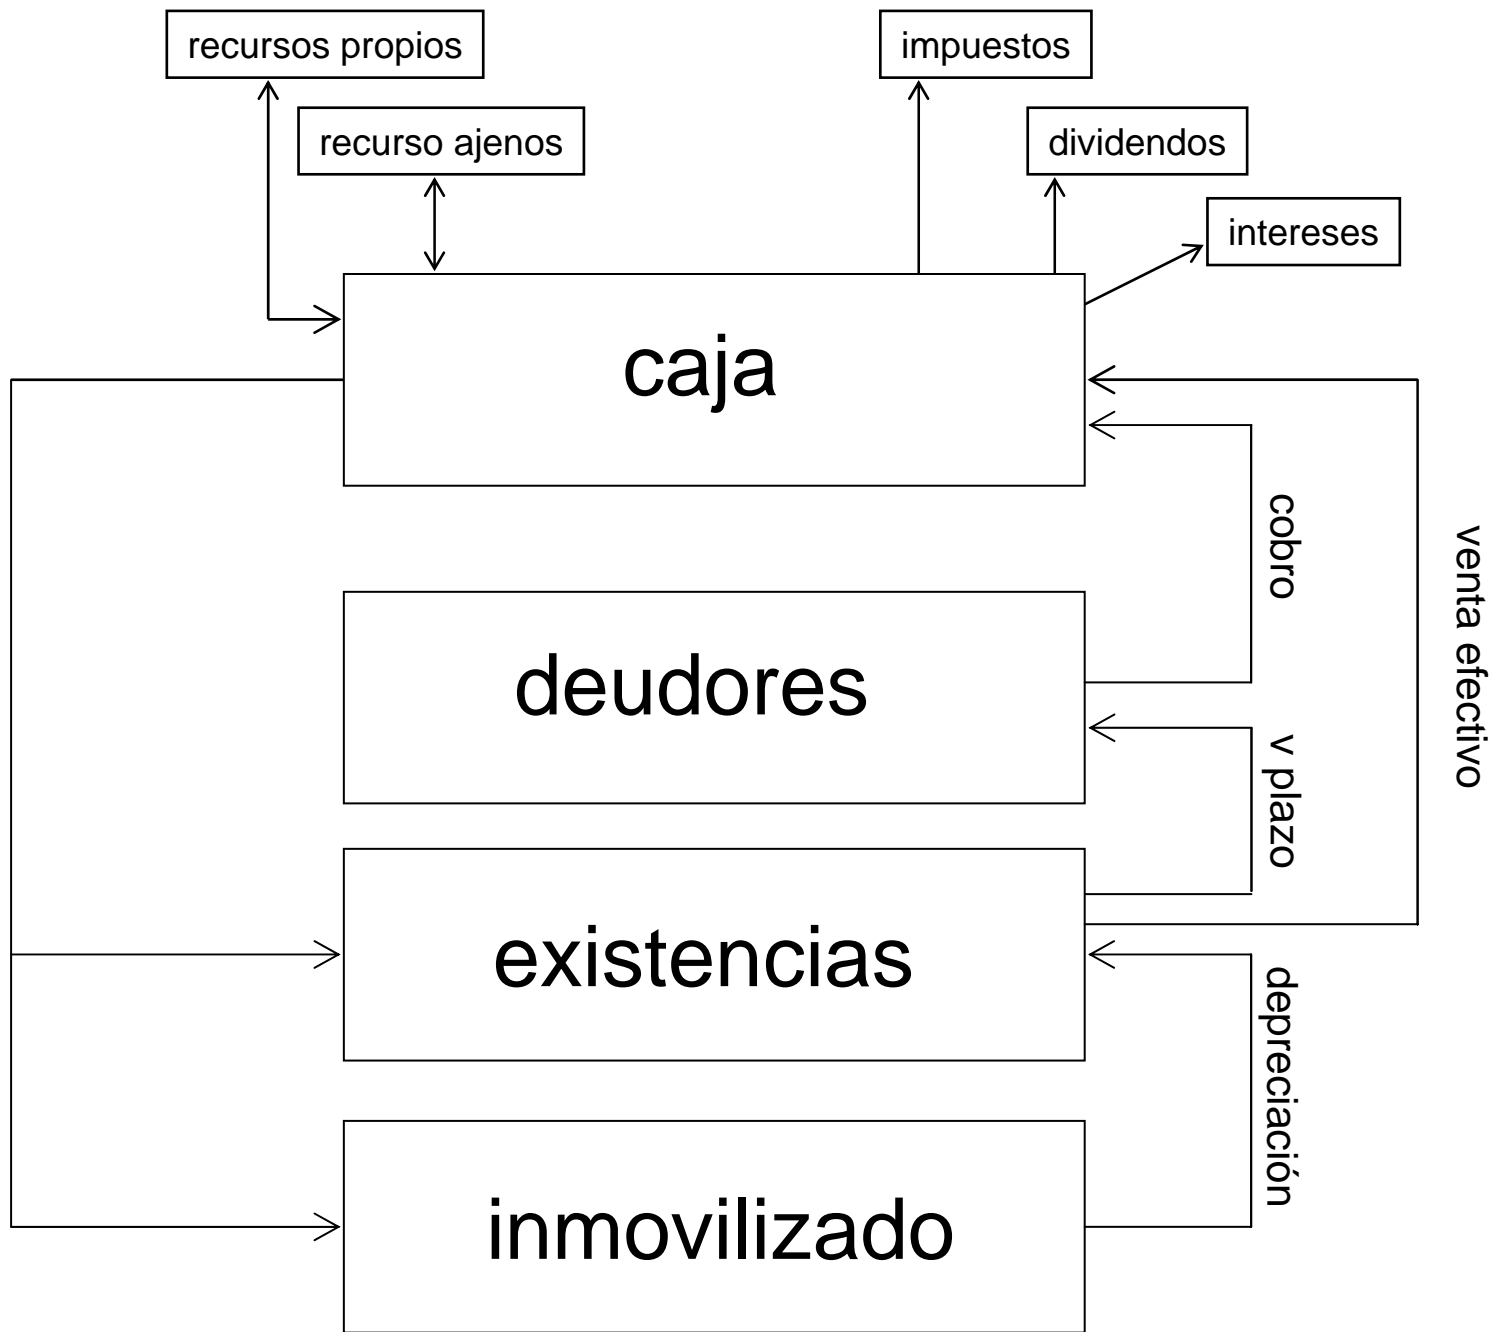 recursos propios
impuestos
recurso ajenos
dividendos
intereses
caja
cobro
venta efectivo
deudores
v plazo
existencias
depreciación
inmovilizado